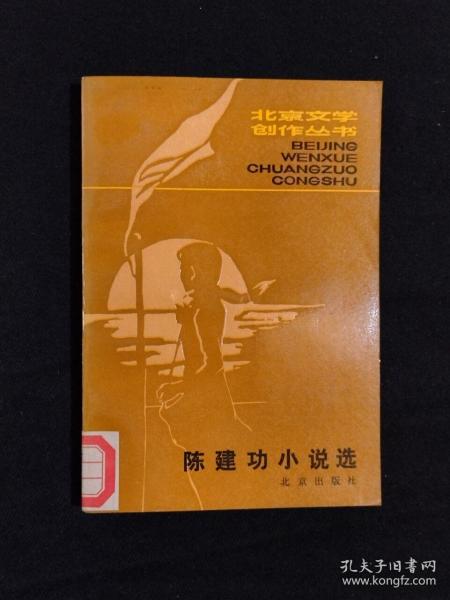 北京文学
创作丛书
BEIJING
WENXUE
CHUANGZUO
CONGSHU
陈建功小说选
北京出版社
孔夫子旧书网
www.kongfz.com